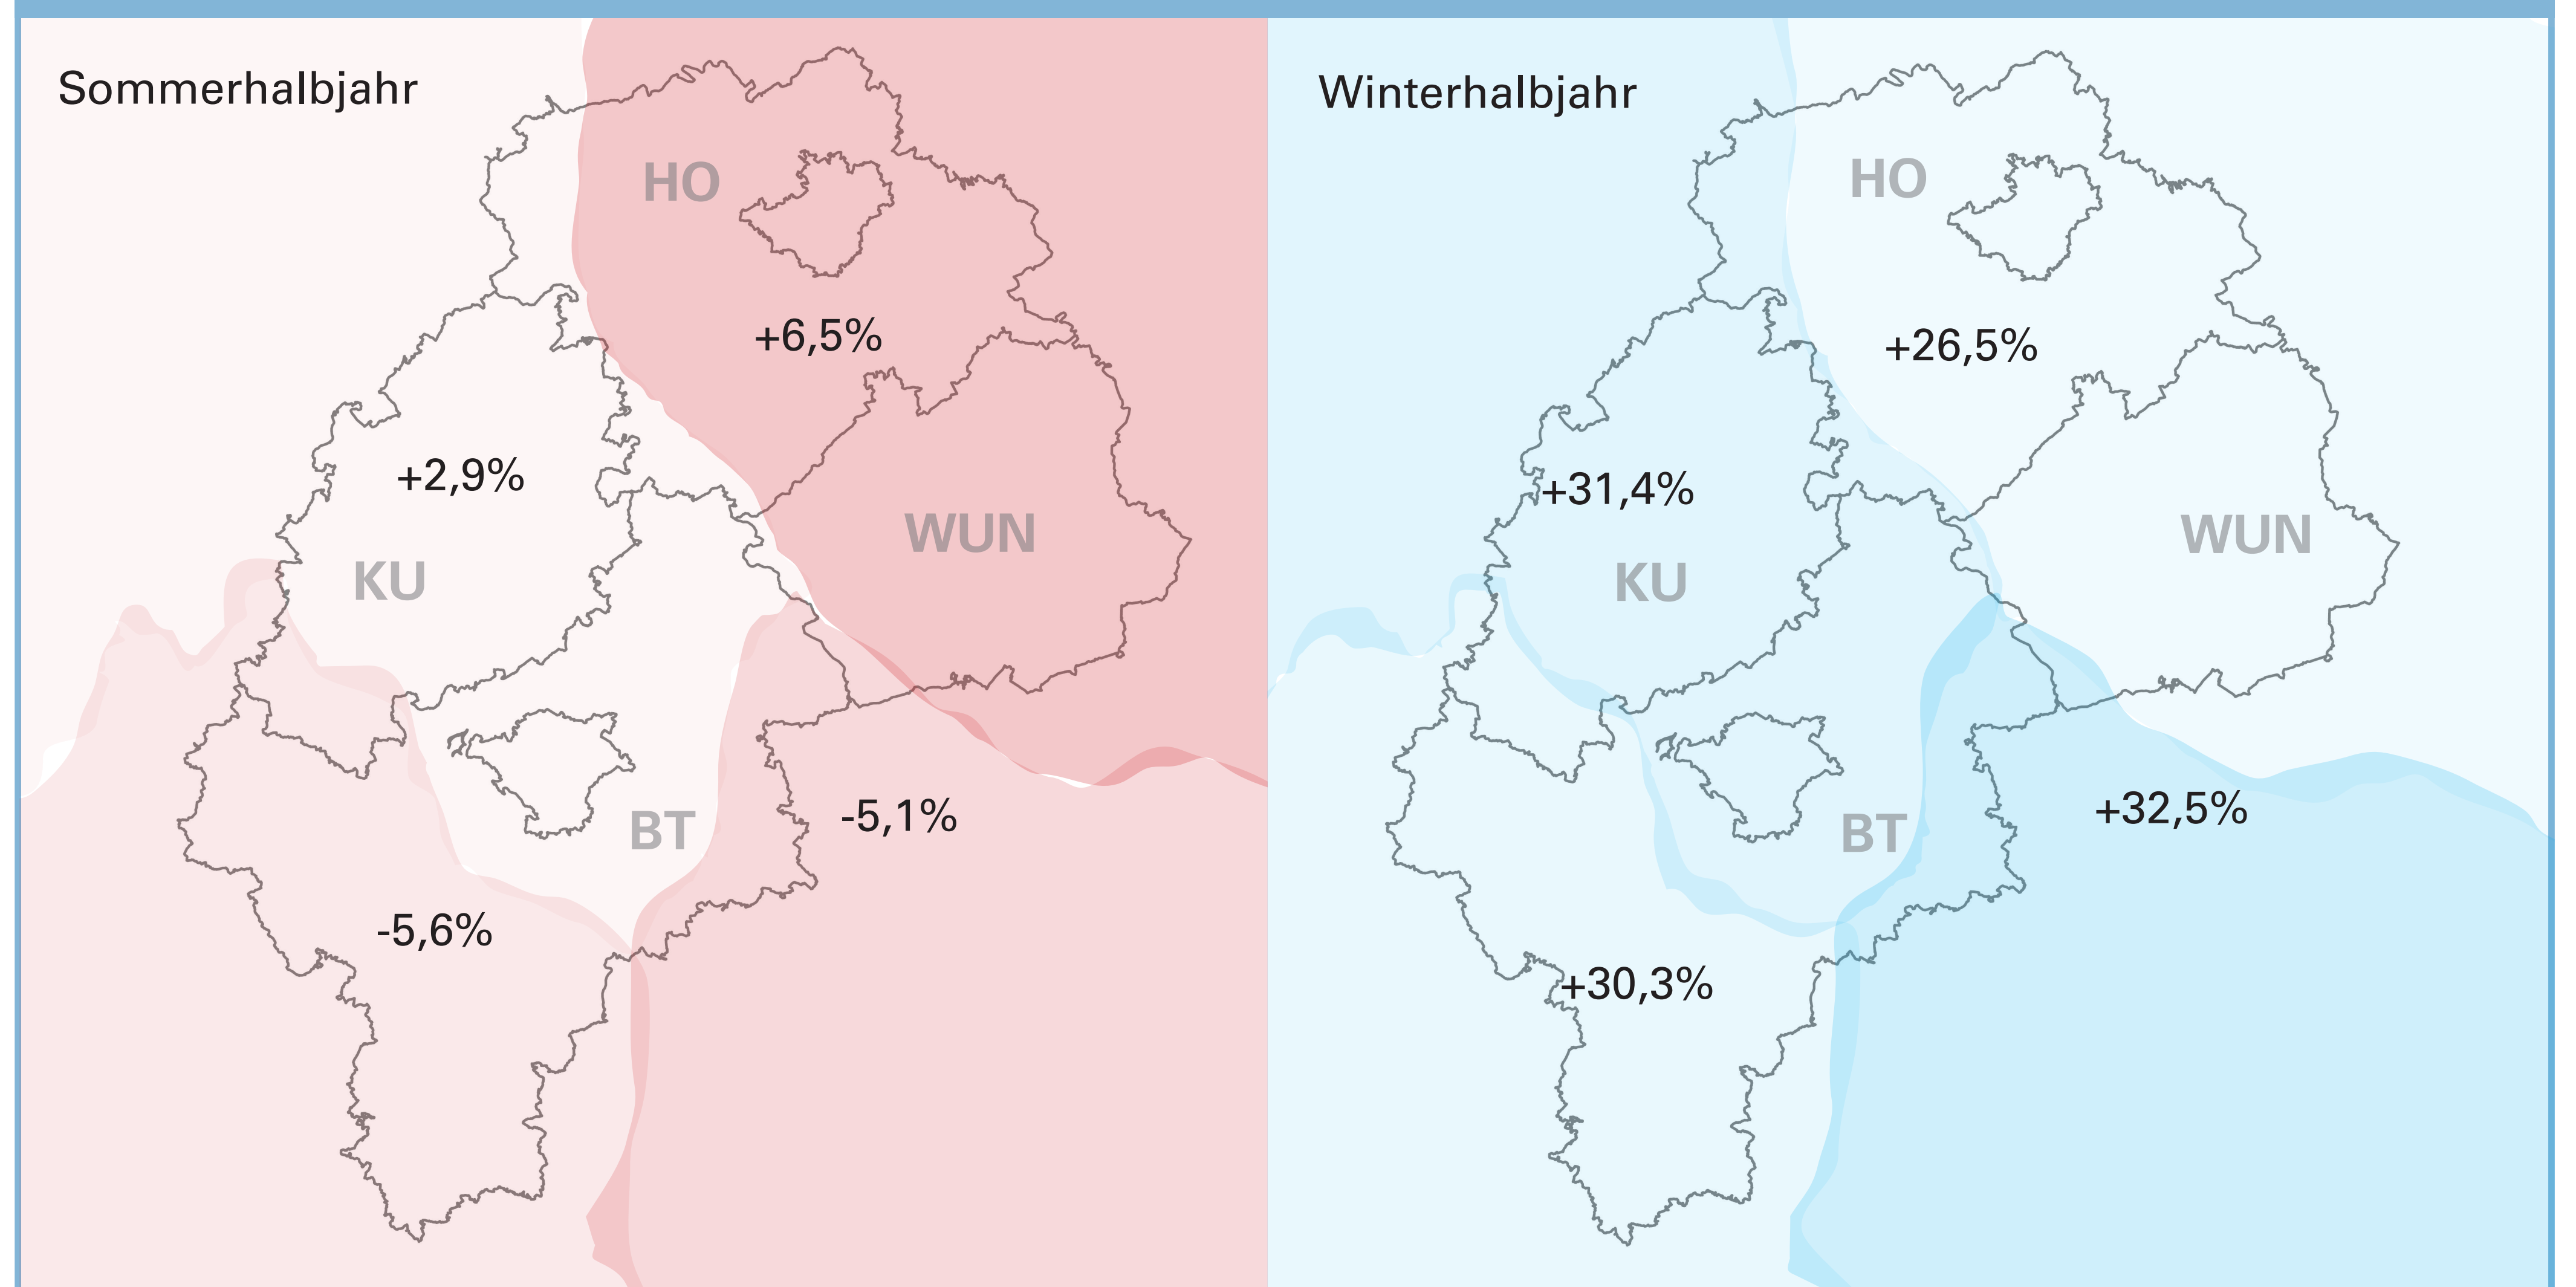 Sommerhalbjahr
HO
+6,5%
+2,9%
WUN
KU
-5,1%
BT
-5,6%
Winterhalbjahr
HO
+26,5%
+31,4%
WUN
KU
+32,5%
BT
+30,3%